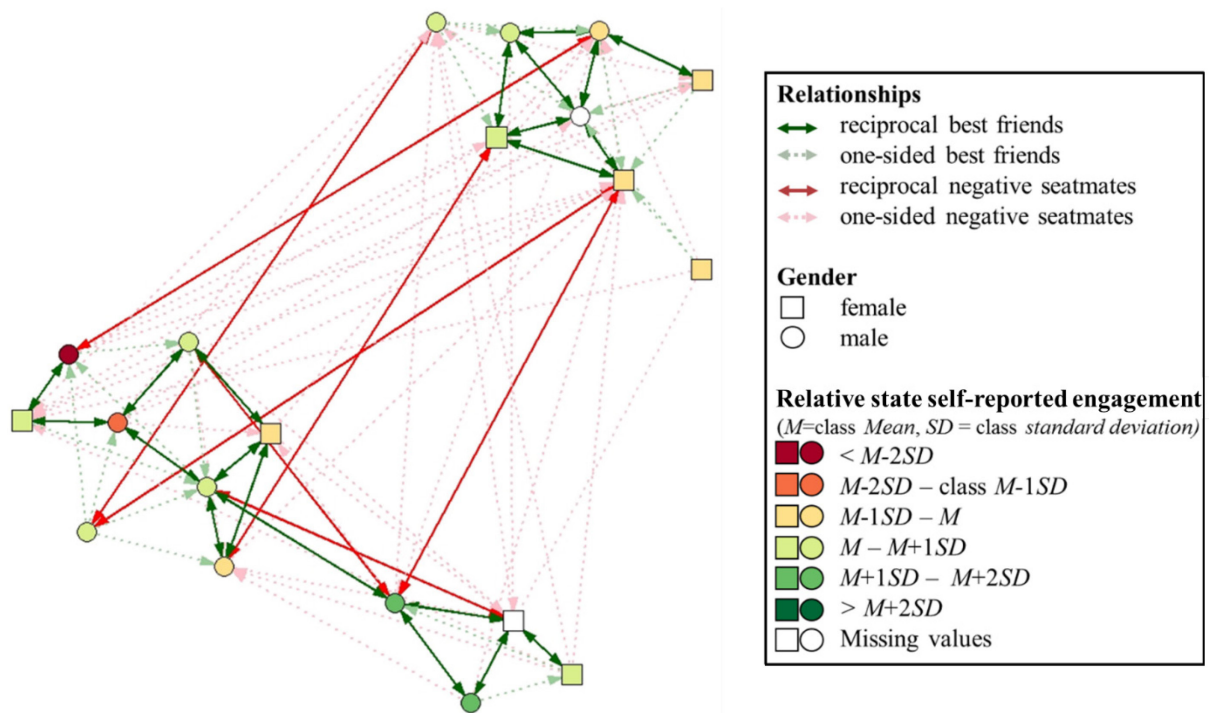 Relationships
reciprocal best friends
one-sided best friends
reciprocal negative seatmates
one-sided negative seatmates
Gender
female
male
Relative state self-reported engagement
(M=class Mean, SD = class standard deviation)
< M-2SD
M-2SD – class M-1SD
M-1SD – M
M – M+1SD
M+1SD – M+2SD
> M+2SD
Missing values